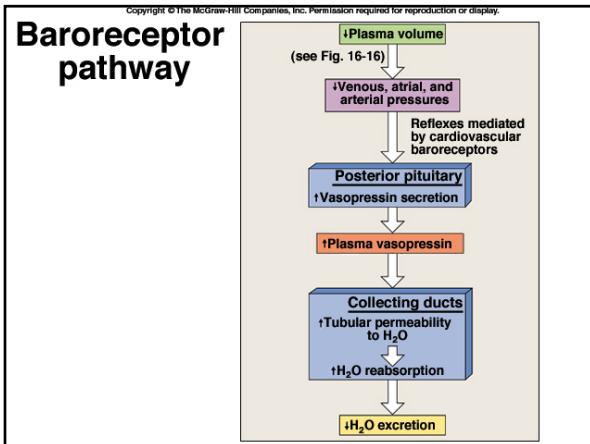 Copyright © The McGraw-Hill Companies, Inc. Permission required for reproduction or display.
Baroreceptor
pathway
↓Plasma volume
(see Fig. 16-16)
↓Venous, atrial, and
arterial pressures
Reflexes mediated
by cardiovascular
baroreceptors
Posterior pituitary
↑Vasopressin secretion
↑Plasma vasopressin
Collecting ducts
↑Tubular permeability
to H₂O
↑H₂O reabsorption
↓H₂O excretion